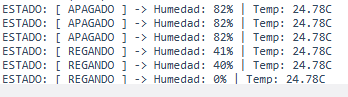 ESTADO: [ APAGADO ] -> Humedad: 82% | Temp: 24.78C
ESTADO: [ APAGADO ] -> Humedad: 82% | Temp: 24.78C
ESTADO: [ APAGADO ] -> Humedad: 82% | Temp: 24.78C
ESTADO: [ REGANDO ] -> Humedad: 41% | Temp: 24.78C
ESTADO: [ REGANDO ] -> Humedad: 40% | Temp: 24.78C
ESTADO: [ REGANDO ] -> Humedad: 0% | Temp: 24.78C